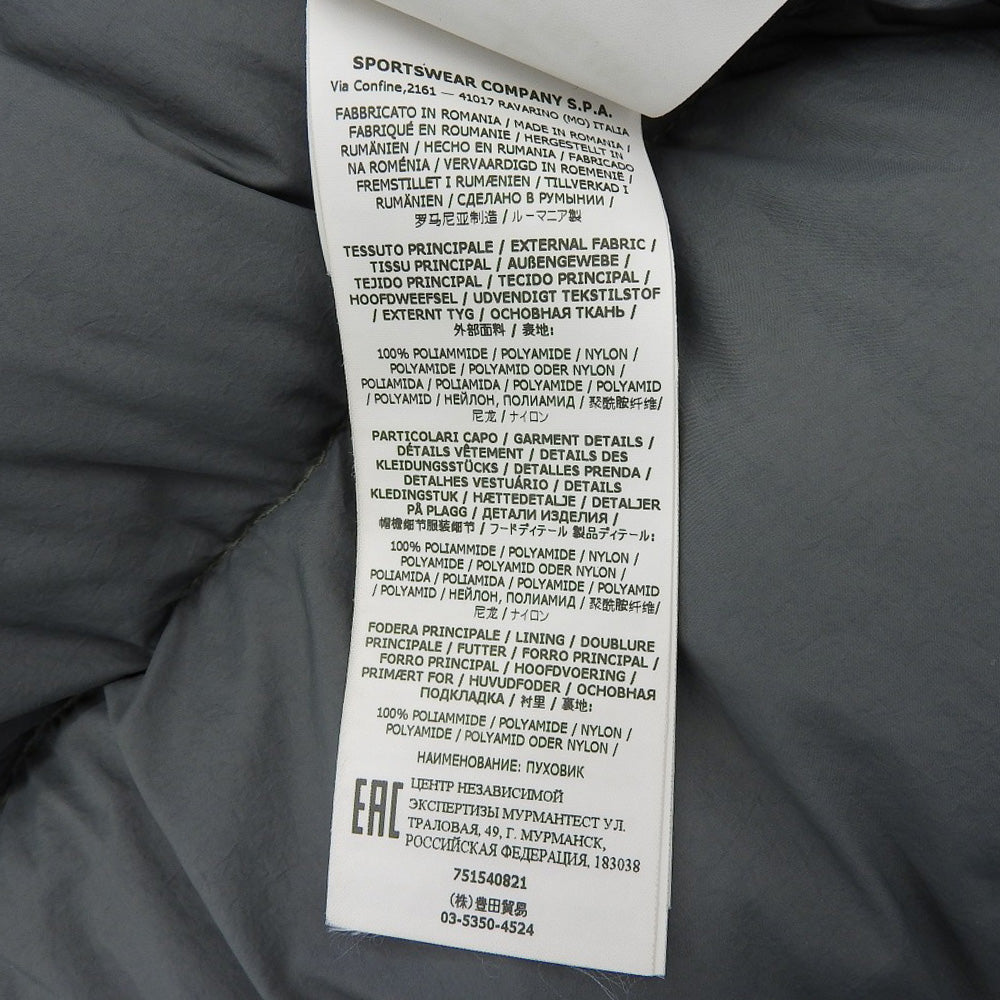 SPORTSWEAR COMPANY S.P.A.
Via Confine,2161 — 41017 RAVARINO (MO) ITALIA
FABBRICATO IN ROMANIA / MADE IN ROMANIA /
FABRIQUÉ EN ROUMANIE / HERGESTELLT IN
RUMÄNIEN / HECHO EN RUMANIA / FABRICADO
NA ROMÉNIA / VERVAARDIGD IN ROEMENIË /
FREMSTILLET I RUMÆNIEN / TILLVERKAD I
RUMÄNIEN / СДЕЛАНО В РУМЫНИИ /
罗马尼亚制造 / ルーマニア製
TESSUTO PRINCIPALE / EXTERNAL FABRIC /
TISSU PRINCIPAL / AUßENGEWEBE /
TEJIDO PRINCIPAL / TECIDO PRINCIPAL /
HOOFDWEEFSEL / UDVENDIGT TEKSTILSTOF
/ EXTERNT TYG / ОСНОВНАЯ ТКАНЬ /
外部面料 / 表地:
100% POLIAMMIDE / POLYAMIDE / NYLON /
POLYAMIDE / POLYAMID ODER NYLON /
POLIAMIDA / POLIAMIDA / POLYAMIDE / POLYAMID
/ POLYAMID / НЕЙЛОН, ПОЛИАМИД / 聚酰胺纤维/
尼龙 / ナイロン
PARTICOLARI CAPO / GARMENT DETAILS /
DÉTAILS VÊTEMENT / DETAILS DES
KLEIDUNGSSTÜCKS / DETALLES PRENDA /
DETALHES VESTUÁRIO / DETAILS
KLEDINGSTUK / HÆTTEDETALJE / DETALJER
PÅ PLAGG / ДЕТАЛИ ИЗДЕЛИЯ /
帽檐细节服装细节 / フードディテール 製品ディテール:
100% POLIAMMIDE / POLYAMIDE / NYLON /
POLYAMIDE / POLYAMID ODER NYLON /
POLIAMIDA / POLIAMIDA / POLYAMIDE / POLYAMID
/ POLYAMID / НЕЙЛОН, ПОЛИАМИД / 聚酰胺纤维/
尼龙 / ナイロン
FODERA PRINCIPALE / LINING / DOUBLURE
PRINCIPALE / FUTTER / FORRO PRINCIPAL /
FORRO PRINCIPAL / HOOFDVOERING /
PRIMÆRT FOR / HUVUDFODER / ОСНОВНАЯ
ПОДКЛАДКА / 衬里 / 裏地:
100% POLIAMMIDE / POLYAMIDE / NYLON /
POLYAMIDE / POLYAMID ODER NYLON /
НАИМЕНОВАНИЕ: ПУХОВИК
EAC
ЦЕНТР НЕЗАВИСИМОЙ
ЭКСПЕРТИЗЫ МУРМАНТЕСТ УЛ.
ТРАЛОВАЯ, 49, Г. МУРМАНСК,
РОССИЙСКАЯ ФЕДЕРАЦИЯ, 183038
751540821
(株)豊田貿易
03-5350-4524